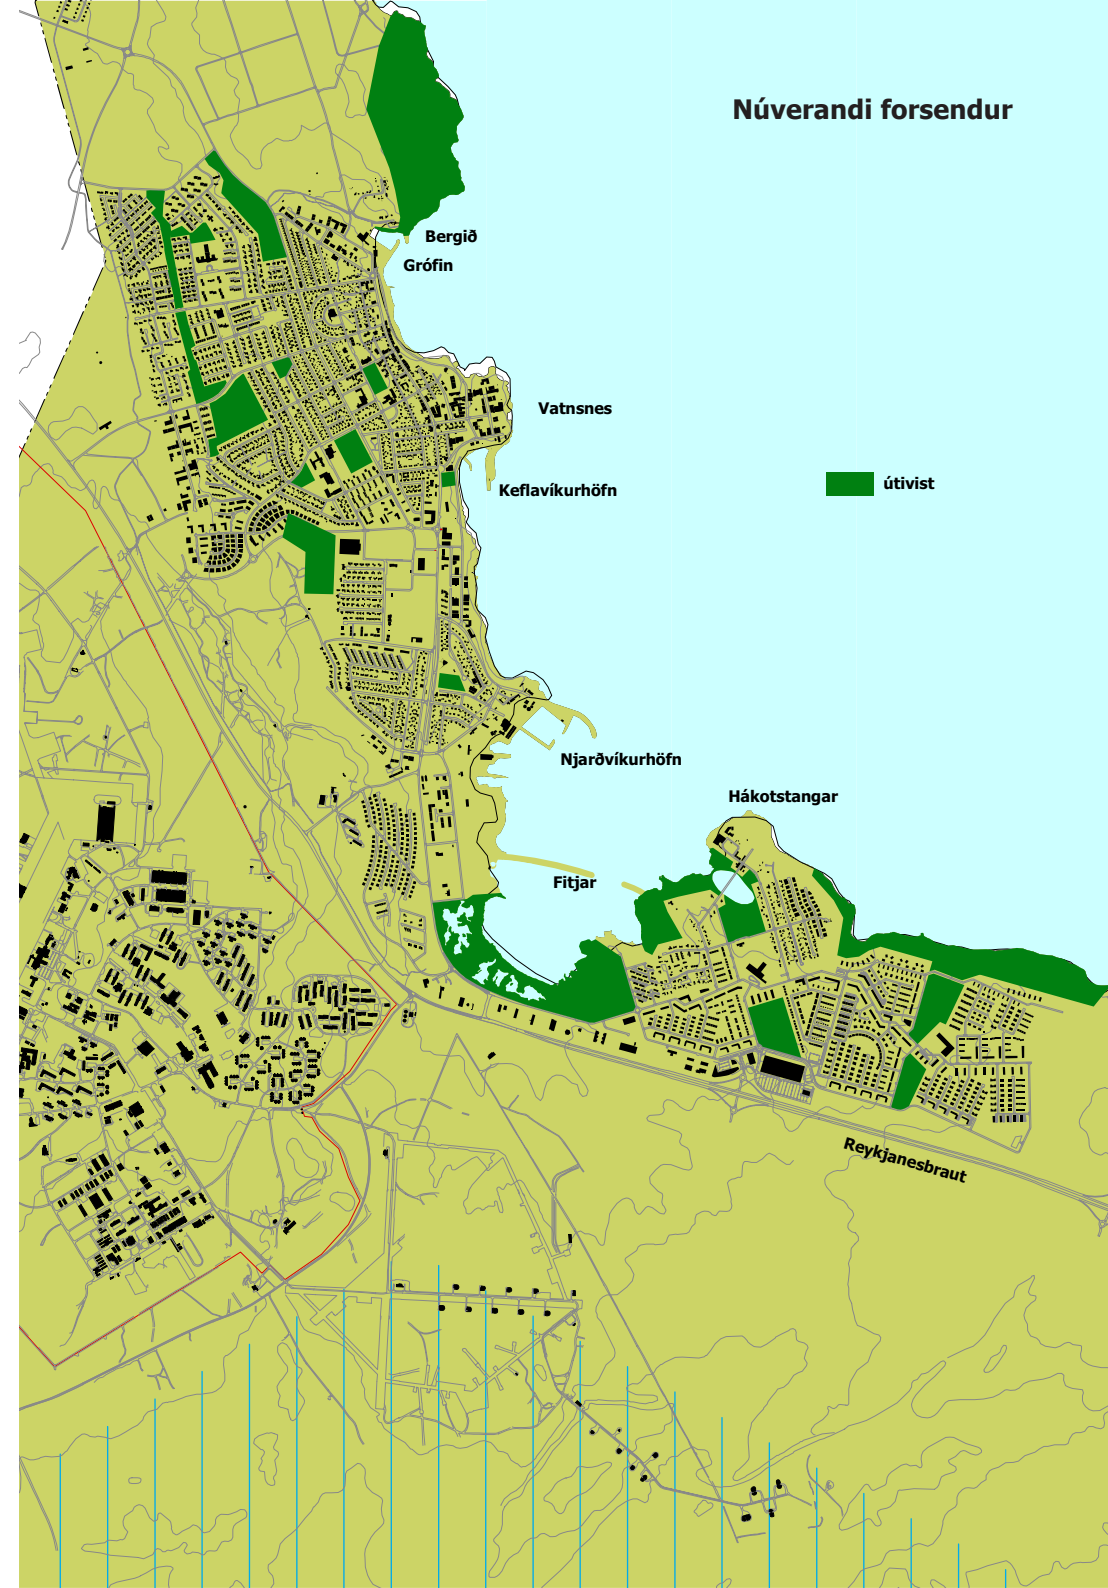 Núverandi forsendur
Bergið
Grófin
Vatnsnes
útivist
Keflavíkurhöfn
Njarðvíkurhöfn
Hákotstangar
Fitjar
Reykjanesbraut